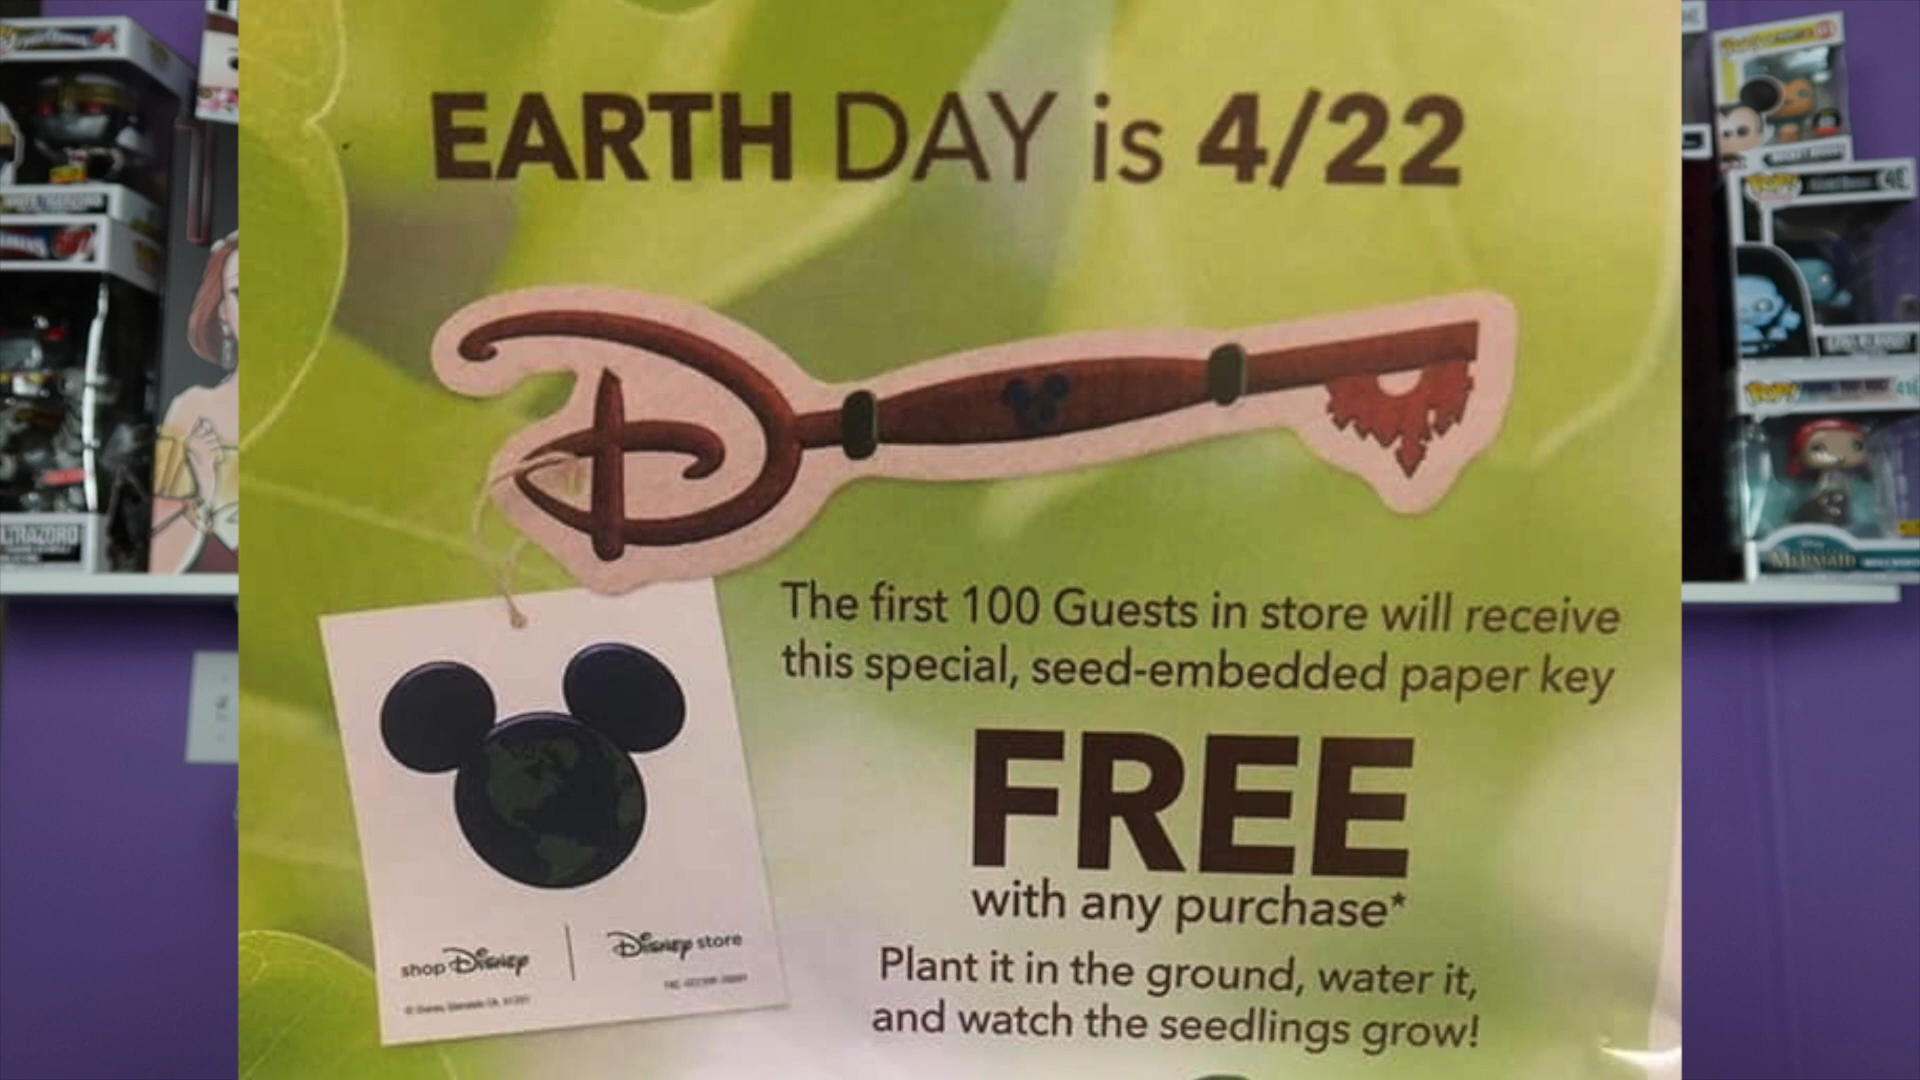 EARTH DAY is 4/22
The first 100 Guests in store will receive
this special, seed-embedded paper key
FREE
with any purchase*
Plant it in the ground, water it,
and watch the seedlings grow!
shop Disney | Disney store
LTRAZORD
MERMAID